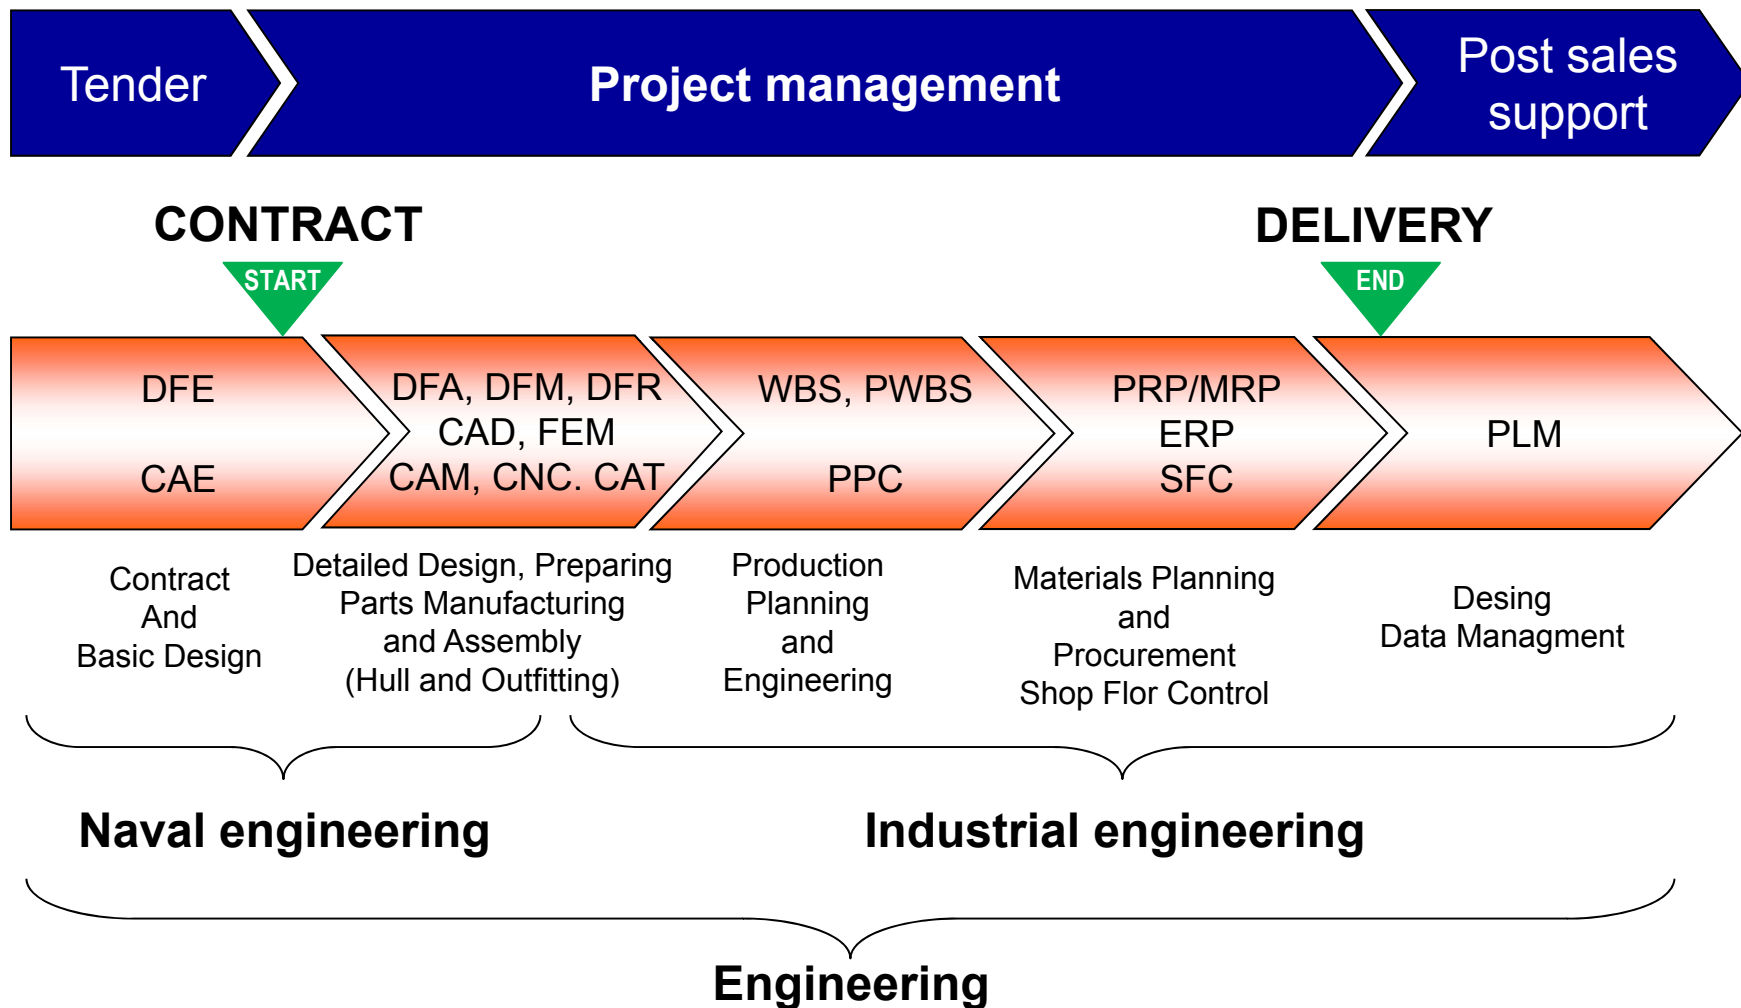 Tender
Project management
Post sales
support
CONTRACT
START
DELIVERY
END
DFE
CAE
DFA, DFM, DFR
CAD, FEM
CAM, CNC. CAT
WBS, PWBS
PPC
PRP/MRP
ERP
SFC
PLM
Contract
And
Basic Design
Detailed Design, Preparing
Parts Manufacturing
and Assembly
(Hull and Outfitting)
Production
Planning
and
Engineering
Materials Planning
and
Procurement
Shop Flor Control
Desing
Data Managment
Naval engineering
Industrial engineering
Engineering